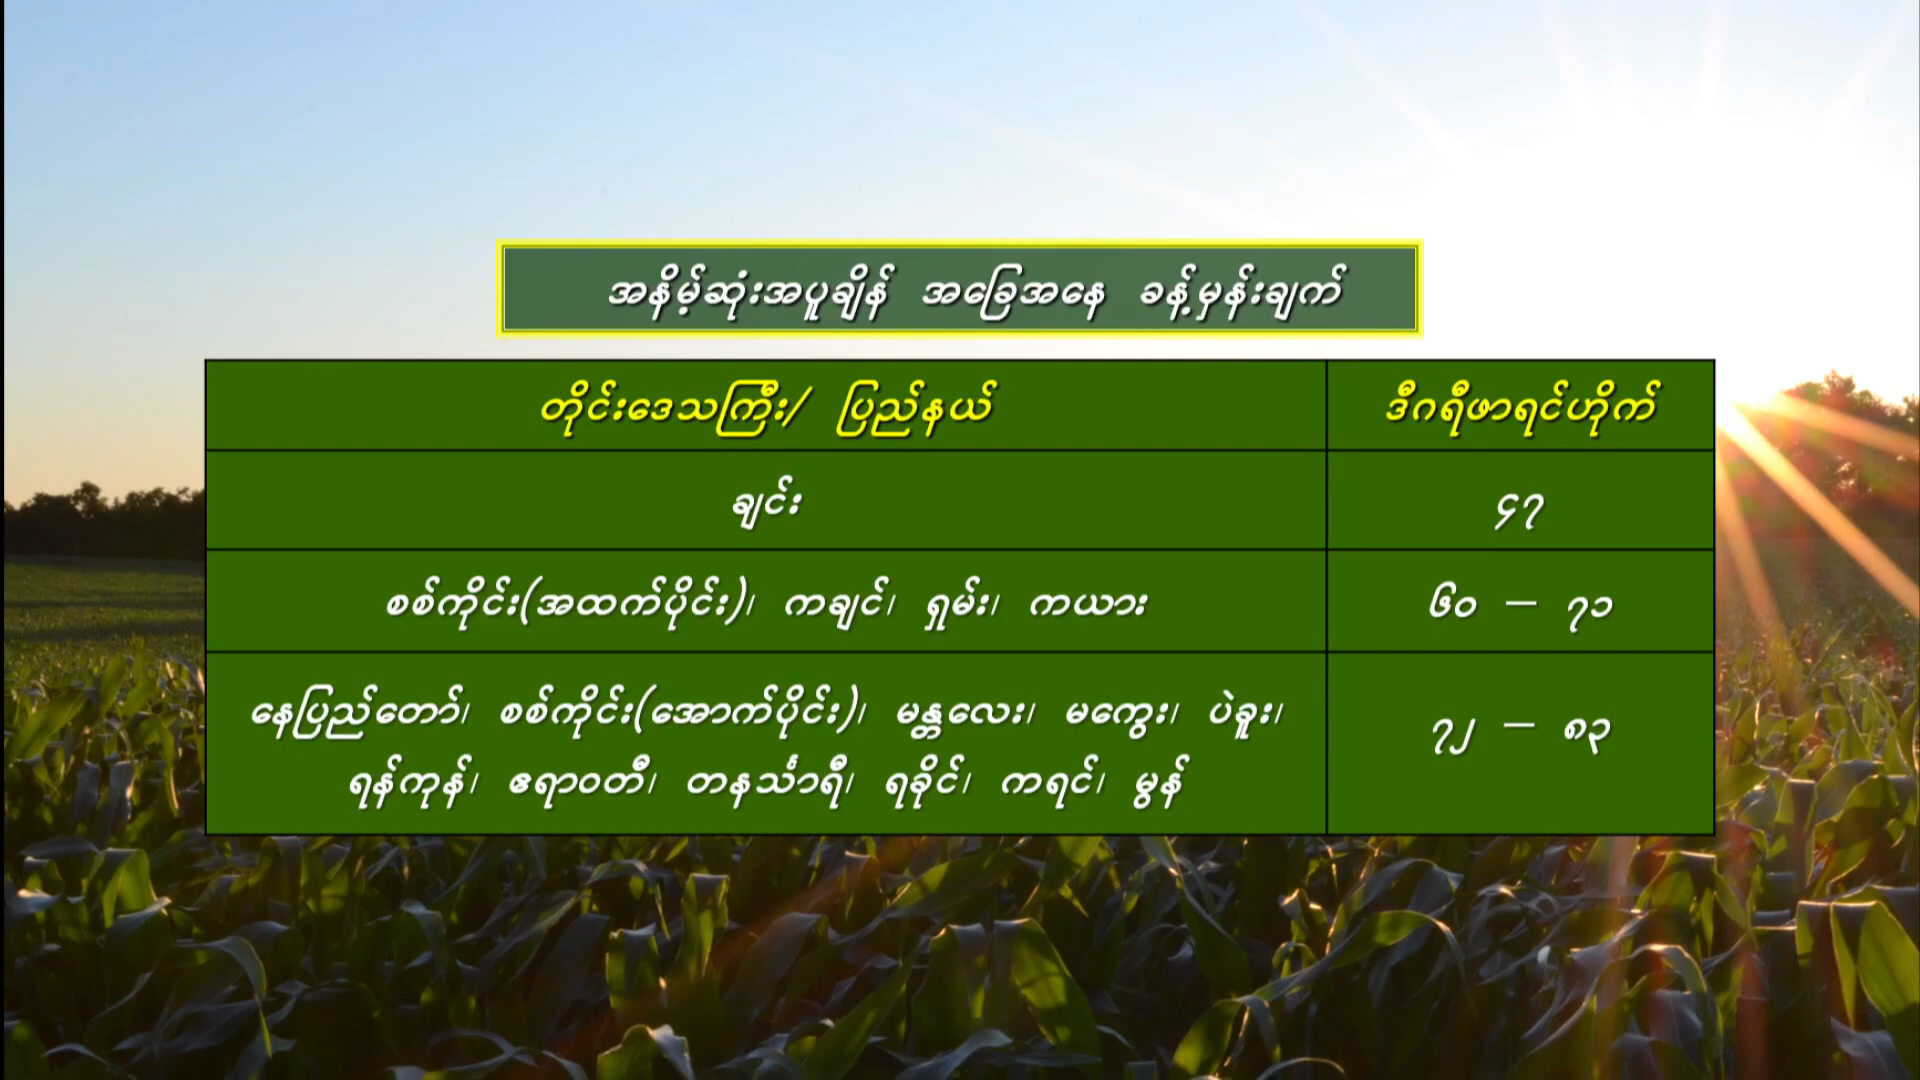 အနိမ့်ဆုံးအပူချိန် အခြေအနေ ခန့်မှန်းချက်
တိုင်းဒေသကြီး/ ပြည်နယ် ဒီဂရီဖာရင်ဟိုက်
ချင်း ၄၇
စစ်ကိုင်း(အထက်ပိုင်း)၊ ကချင်၊ ရှမ်း၊ ကယား ၆၀ – ၇၁
နေပြည်တော်၊ စစ်ကိုင်း(အောက်ပိုင်း)၊ မန္တလေး၊ မကွေး၊ ပဲခူး၊
ရန်ကုန်၊ ဧရာဝတီ၊ တနင်္သာရီ၊ ရခိုင်၊ ကရင်၊ မွန် ၇၂ – ၈၃